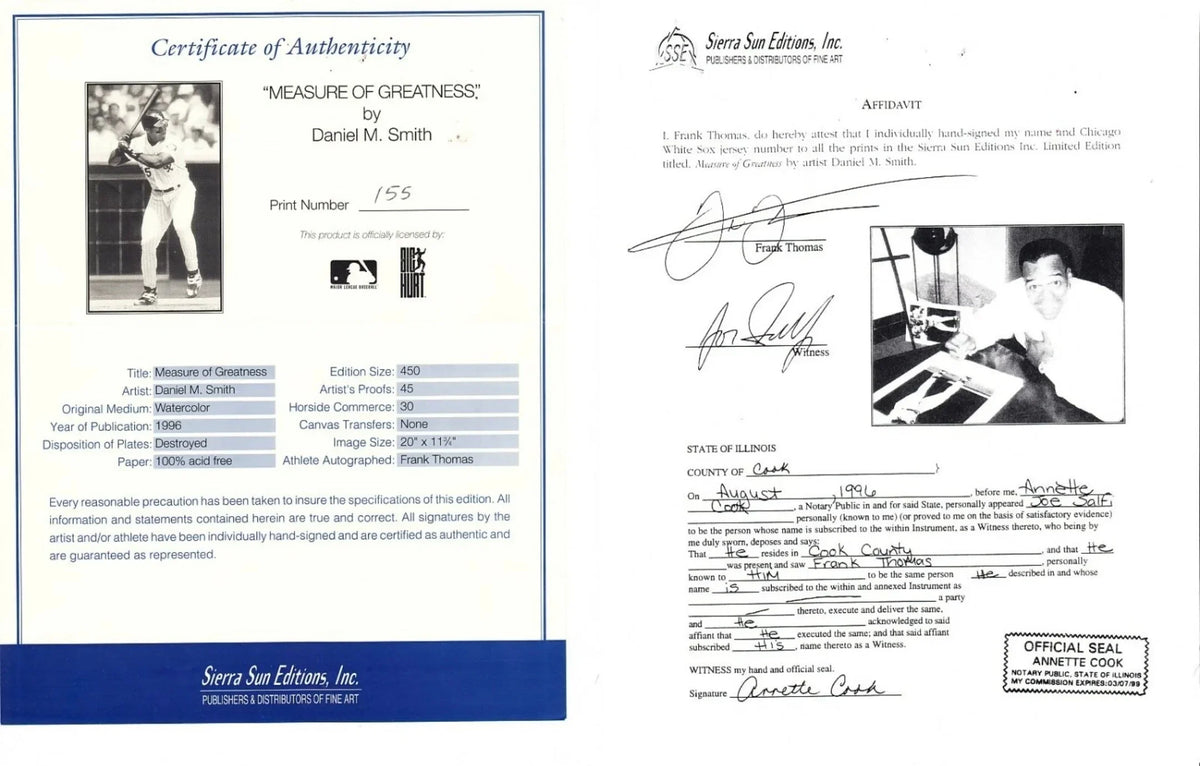 Certificate of Authenticity
"MEASURE OF GREATNESS"
by
Daniel M. Smith
Print Number 155
This product is officially licensed by:
MAJOR LEAGUE BASEBALL
BIG HURT
Title: Measure of Greatness
Artist: Daniel M. Smith
Original Medium: Watercolor
Year of Publication: 1996
Disposition of Plates: Destroyed
Paper: 100% acid free
Edition Size: 450
Artist's Proofs: 45
Horside Commerce: 30
Canvas Transfers: None
Image Size: 20" x 11¾"
Athlete Autographed: Frank Thomas
Every reasonable precaution has been taken to insure the specifications of this edition. All
information and statements contained herein are true and correct. All signatures by the
artist and/or athlete have been individually hand-signed and are certified as authentic and
are guaranteed as represented.
Sierra Sun Editions, Inc.
PUBLISHERS & DISTRIBUTORS OF FINE ART
SSE
Sierra Sun Editions, Inc.
PUBLISHERS & DISTRIBUTORS OF FINE ART
AFFIDAVIT
I, Frank Thomas, do hereby attest that I individually hand-signed my name and Chicago
White Sox jersey number to all the prints in the Sierra Sun Editions Inc. Limited Edition
titled, Measure of Greatness by artist Daniel M. Smith.
Frank Thomas
Witness
STATE OF ILLINOIS
COUNTY OF Cook }
On August , 1996 , before me, Annette
Cook , a Notary Public in and for said State, personally appeared Joe Salfi
personally (known to me) (or proved to me on the basis of satisfactory evidence)
to be the person whose name is subscribed to the within Instrument, as a Witness thereto, who being by
me duly sworn, deposes and says:
That He resides in Cook County , and that He
was present and saw Frank Thomas , personally
known to HIM to be the same person He described in and whose
name is subscribed to the within and annexed Instrument as
a party
thereto, execute and deliver the same,
and He acknowledged to said
affiant that He executed the same; and that said affiant
subscribed HIS , name thereto as a Witness.
WITNESS my hand and official seal.
Signature Annette Cook
OFFICIAL SEAL
ANNETTE COOK
NOTARY PUBLIC, STATE OF ILLINOIS
MY COMMISSION EXPIRES:03/07/99